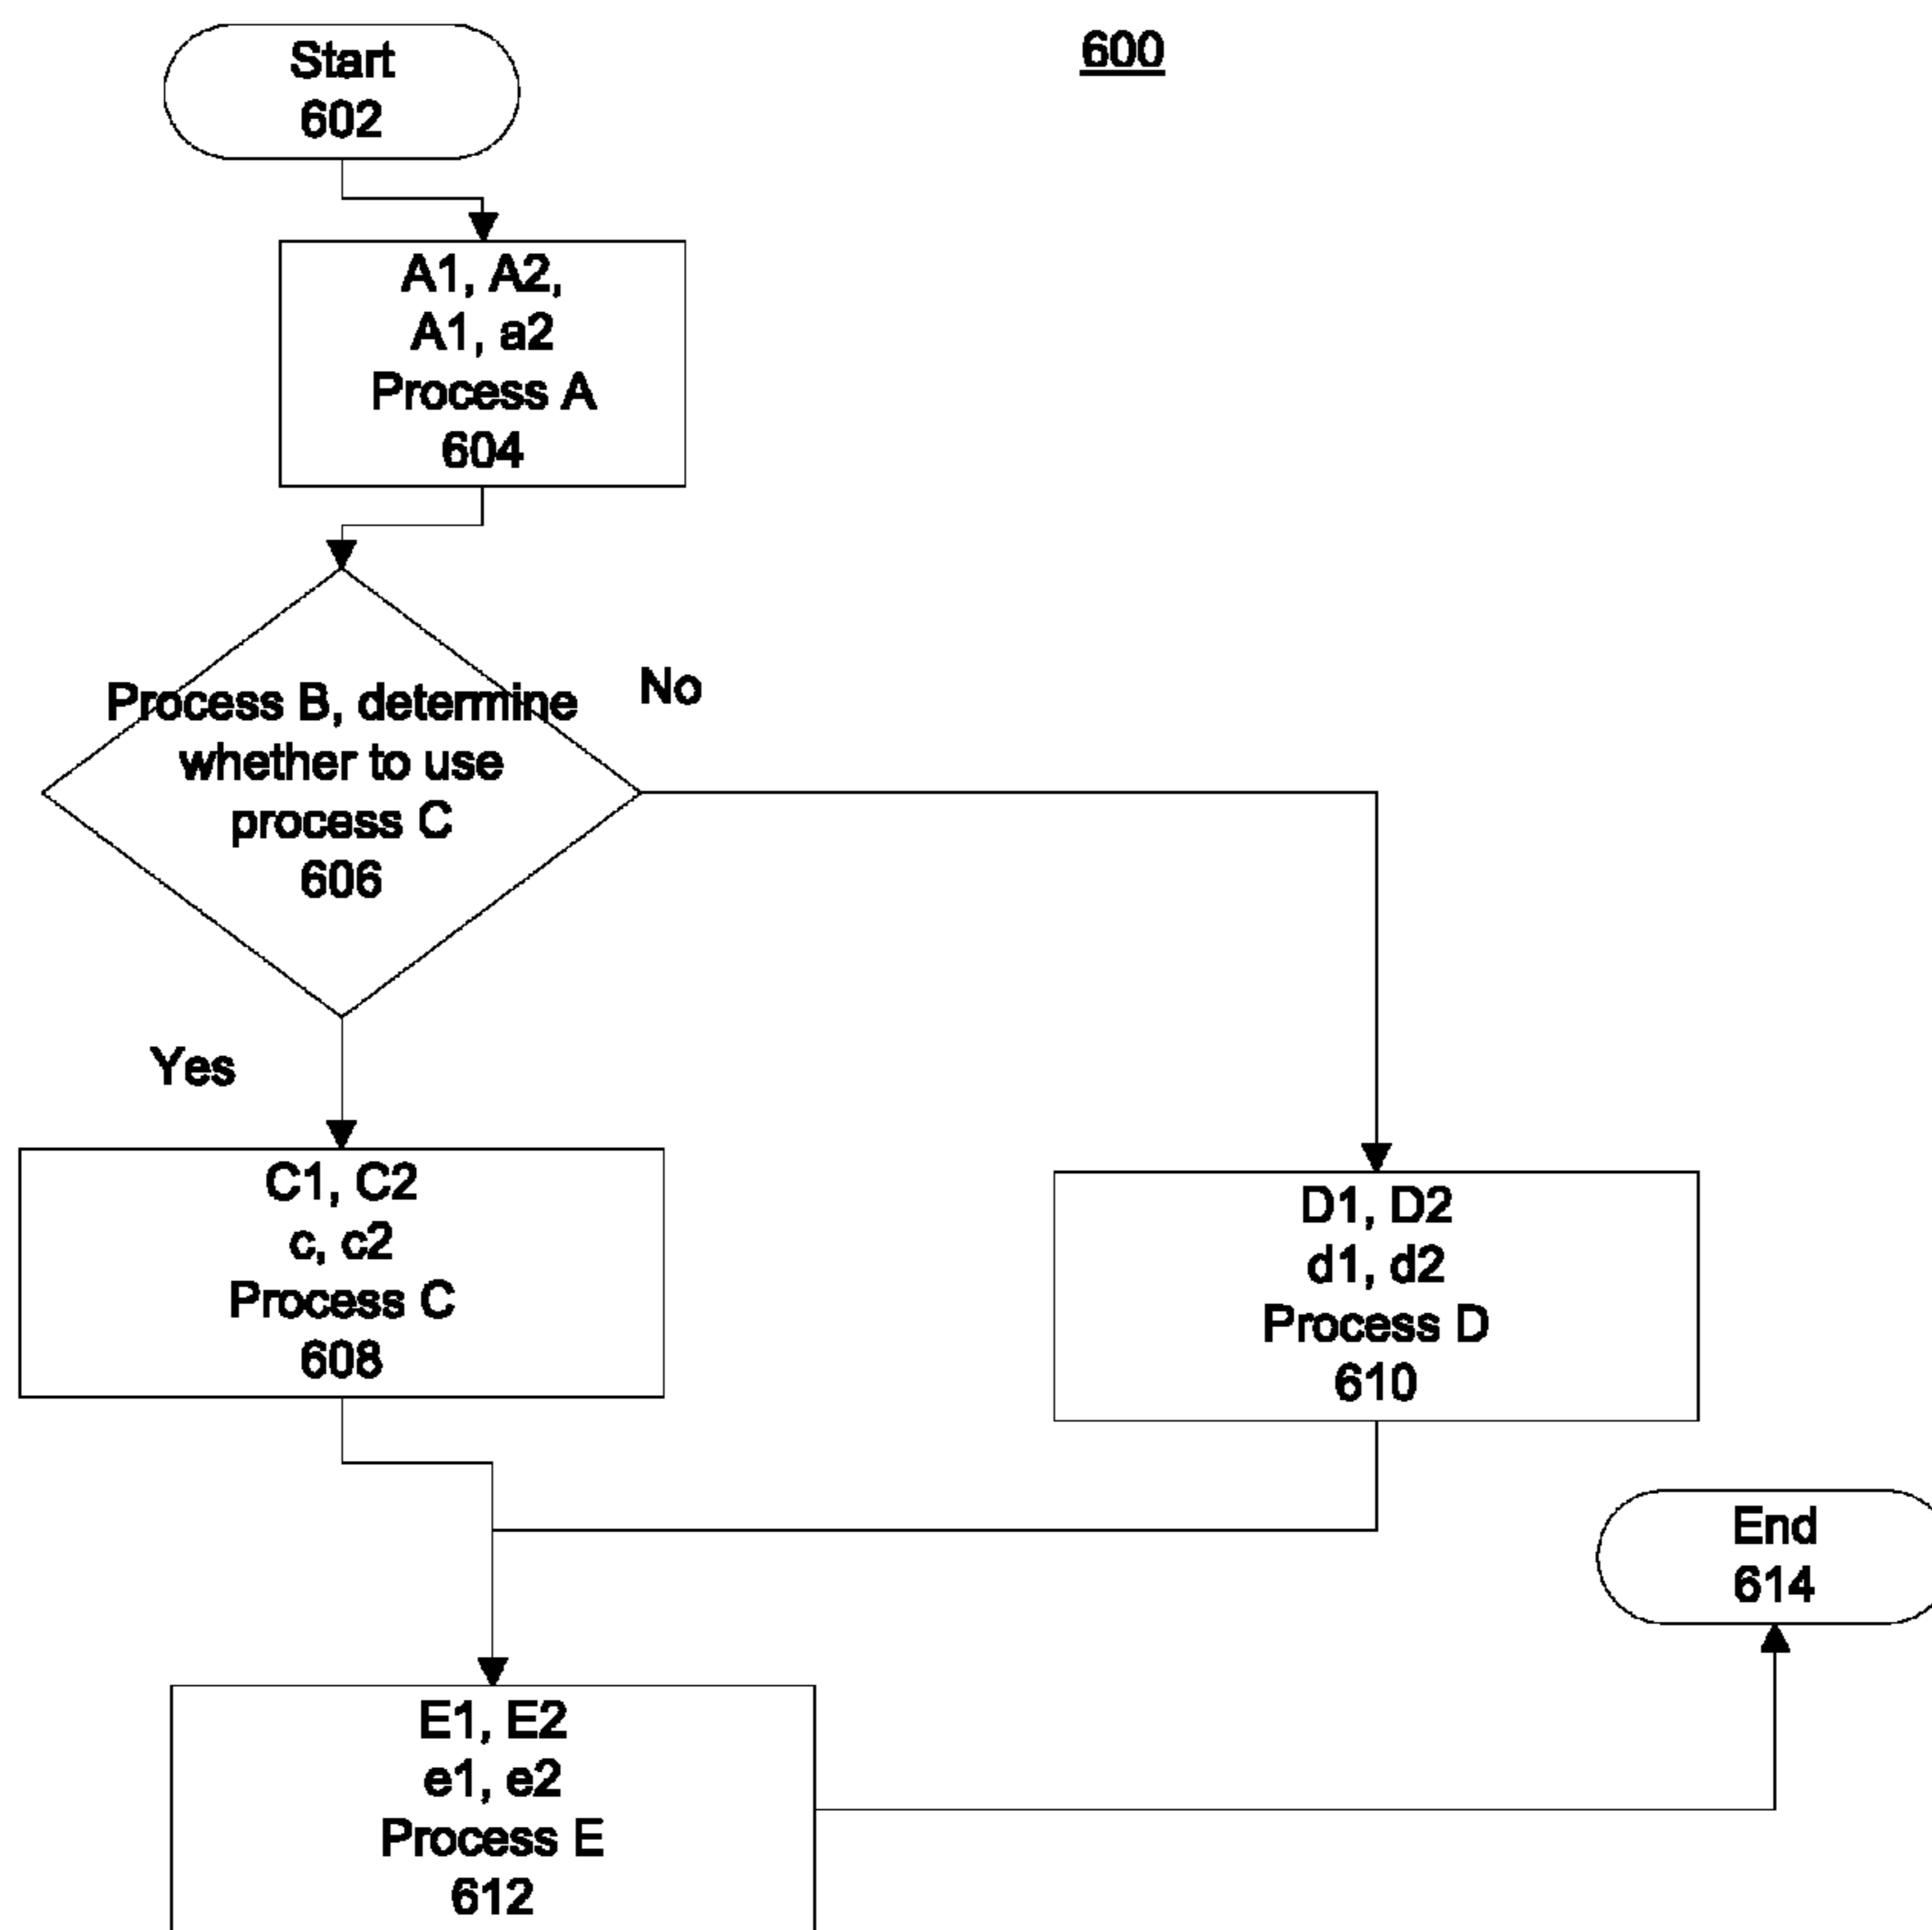 600
Start
602
A1, A2,
A1, a2
Process A
604
Process B, determine
whether to use
process C
606
No
Yes
C1, C2
c, c2
Process C
608
D1, D2
d1, d2
Process D
610
E1, E2
e1, e2
Process E
612
End
614